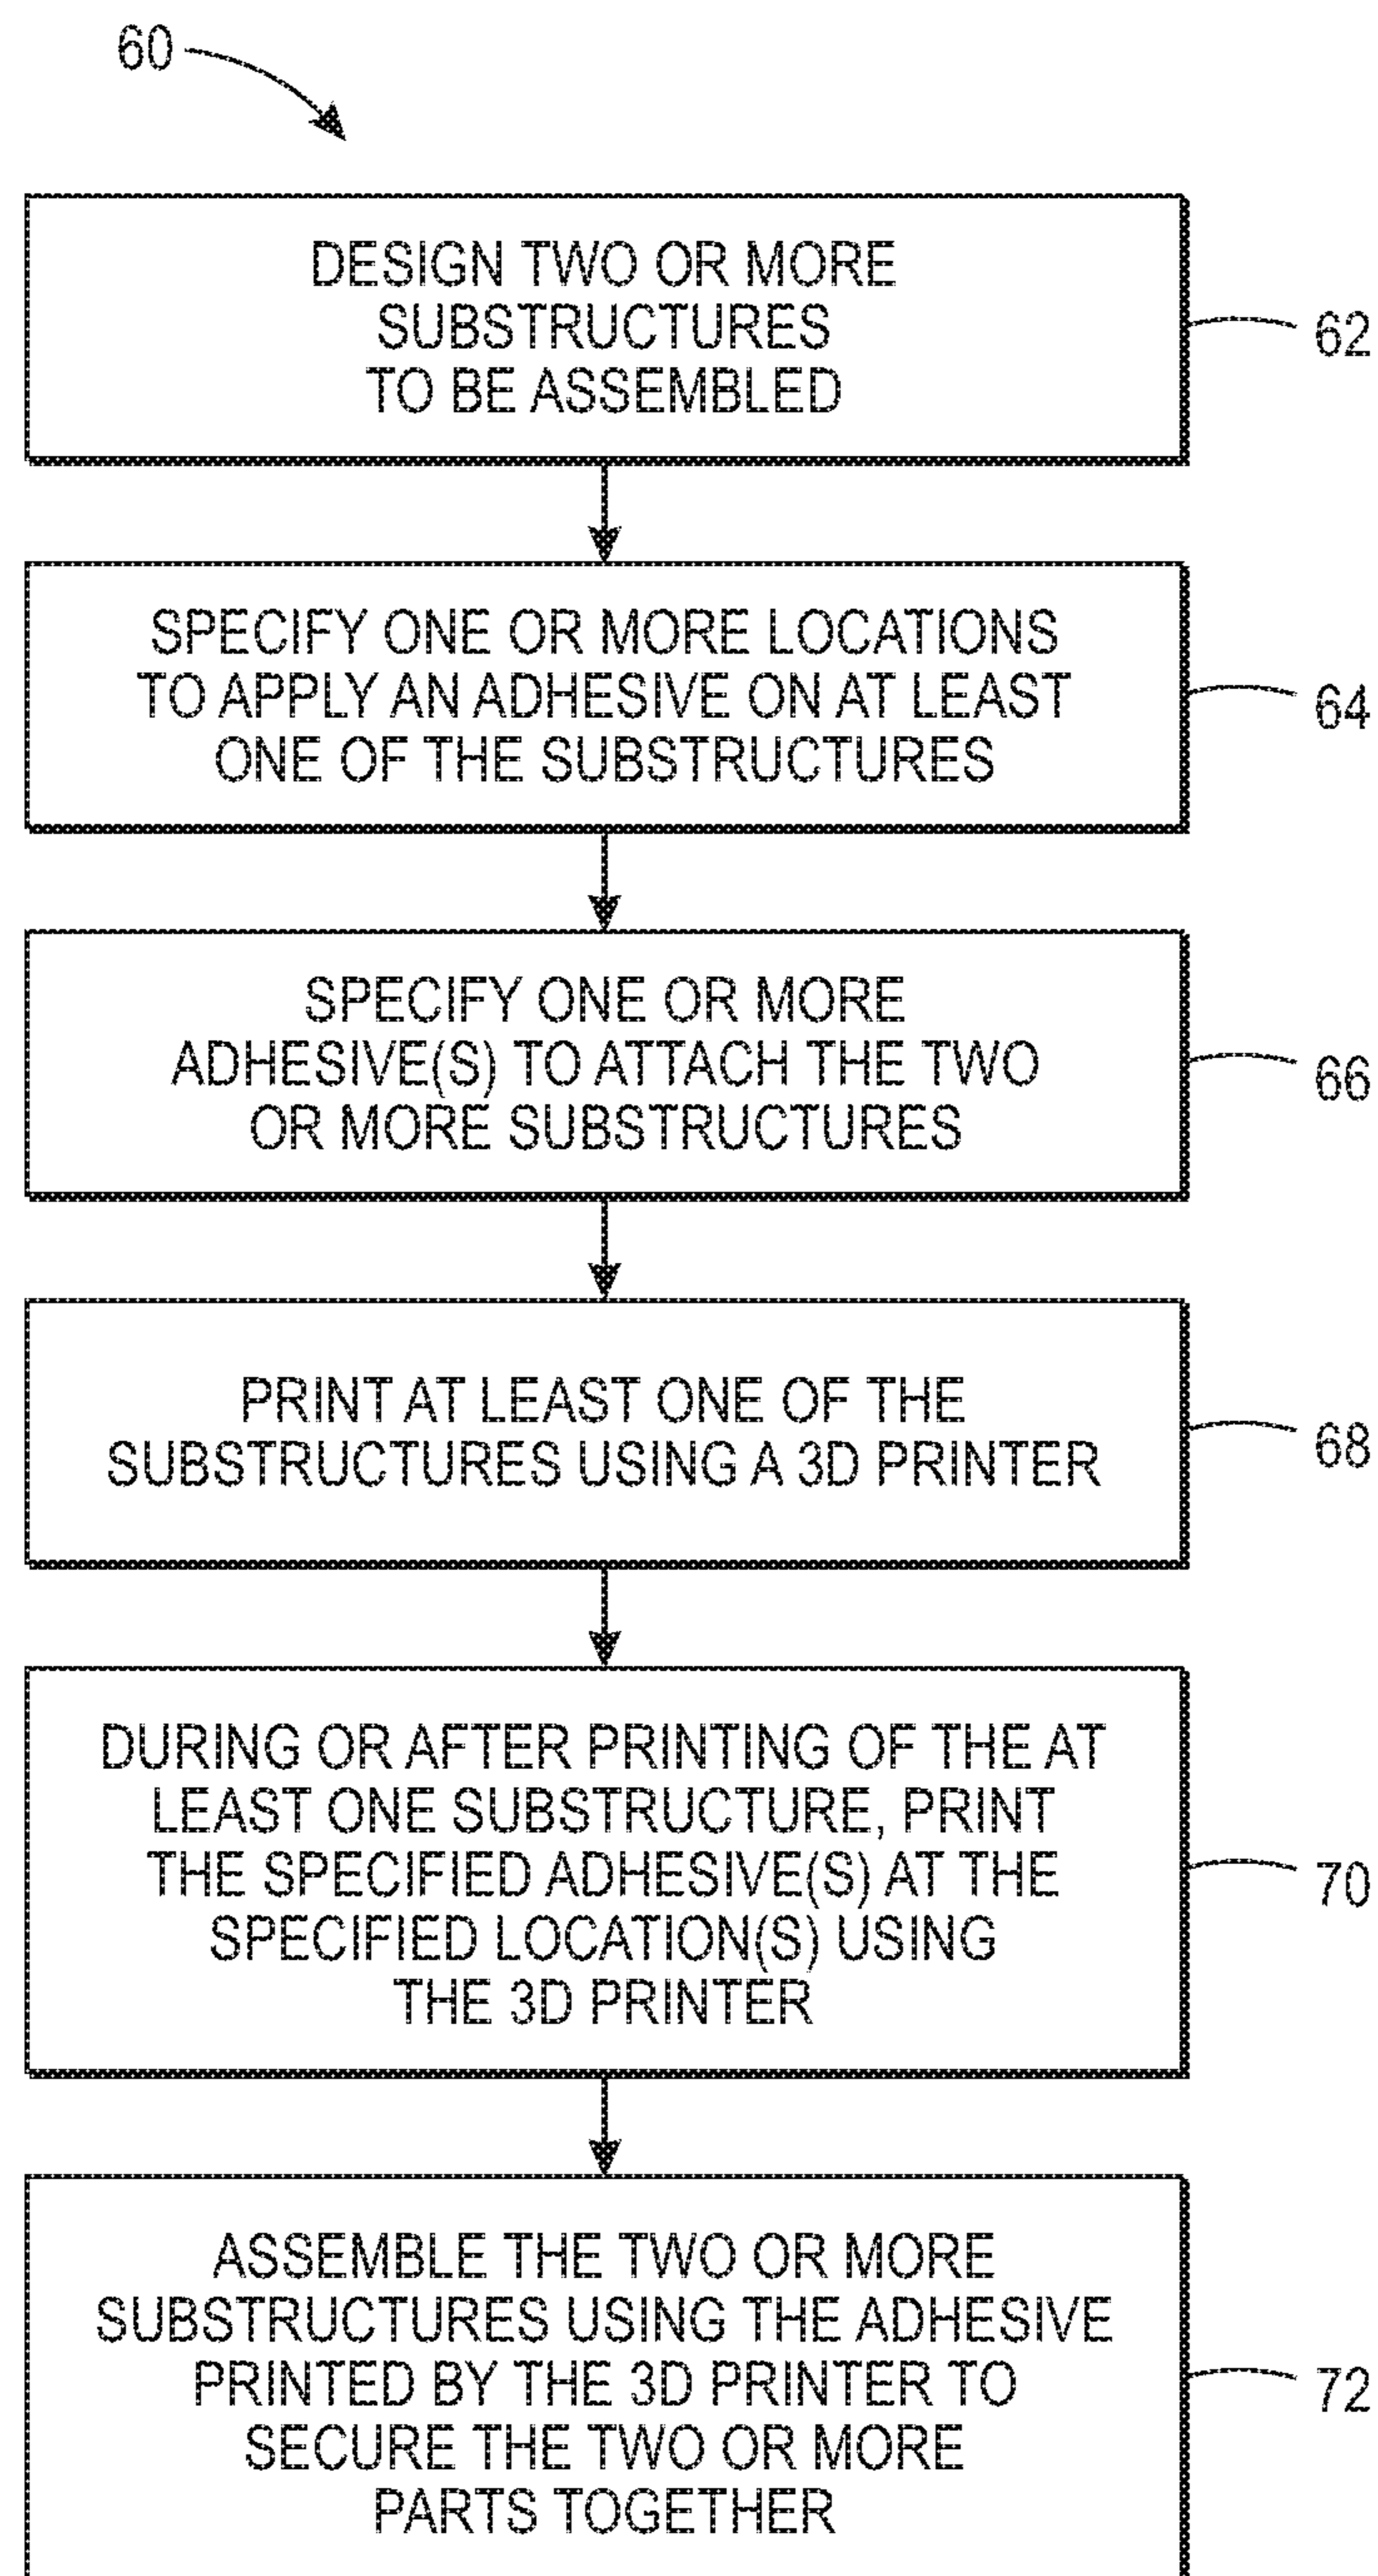 60
DESIGN TWO OR MORE
SUBSTRUCTURES
TO BE ASSEMBLED
62
SPECIFY ONE OR MORE LOCATIONS
TO APPLY AN ADHESIVE ON AT LEAST
ONE OF THE SUBSTRUCTURES
64
SPECIFY ONE OR MORE
ADHESIVE(S) TO ATTACH THE TWO
OR MORE SUBSTRUCTURES
66
PRINT AT LEAST ONE OF THE
SUBSTRUCTURES USING A 3D PRINTER
68
DURING OR AFTER PRINTING OF THE AT
LEAST ONE SUBSTRUCTURE, PRINT
THE SPECIFIED ADHESIVE(S) AT THE
SPECIFIED LOCATION(S) USING
THE 3D PRINTER
70
ASSEMBLE THE TWO OR MORE
SUBSTRUCTURES USING THE ADHESIVE
PRINTED BY THE 3D PRINTER TO
SECURE THE TWO OR MORE
PARTS TOGETHER
72